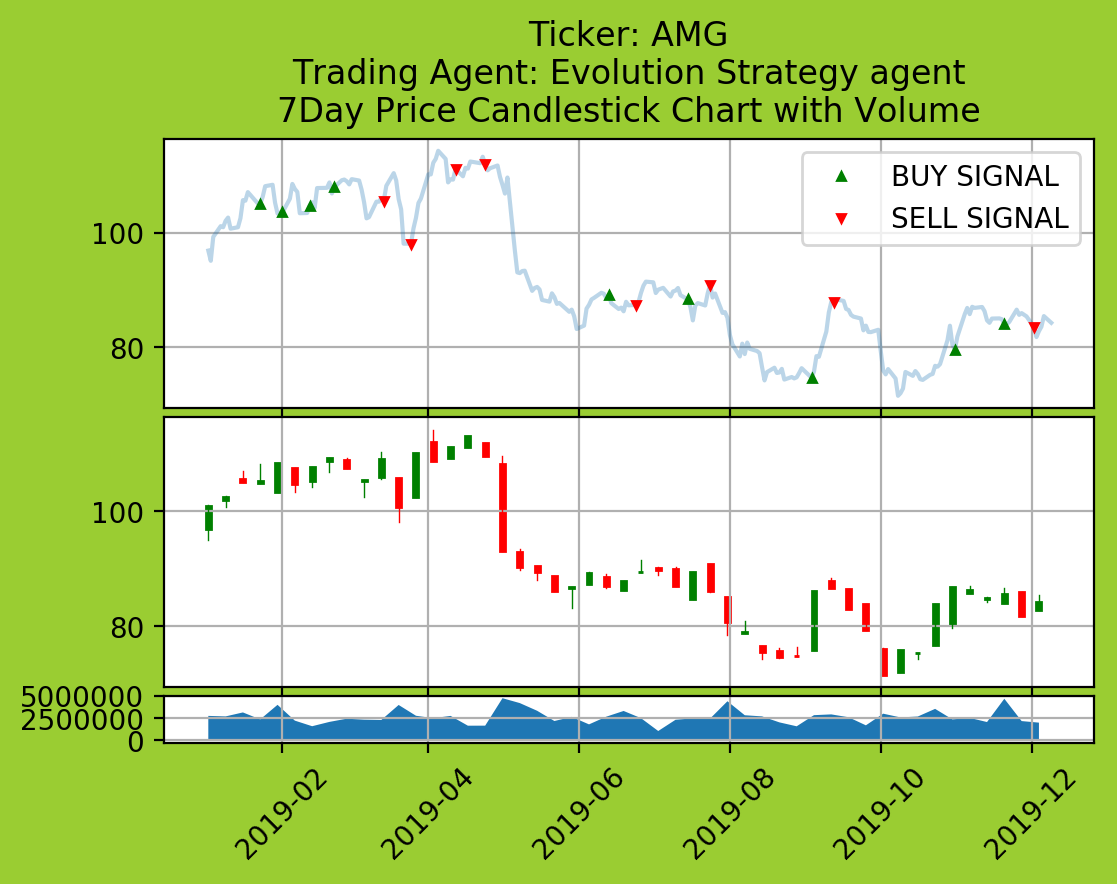 Ticker: AMG
Trading Agent: Evolution Strategy agent
7Day Price Candlestick Chart with Volume
BUY SIGNAL
SELL SIGNAL
100
80
100
80
5000000
2500000
0
2019-02
2019-04
2019-06
2019-08
2019-10
2019-12